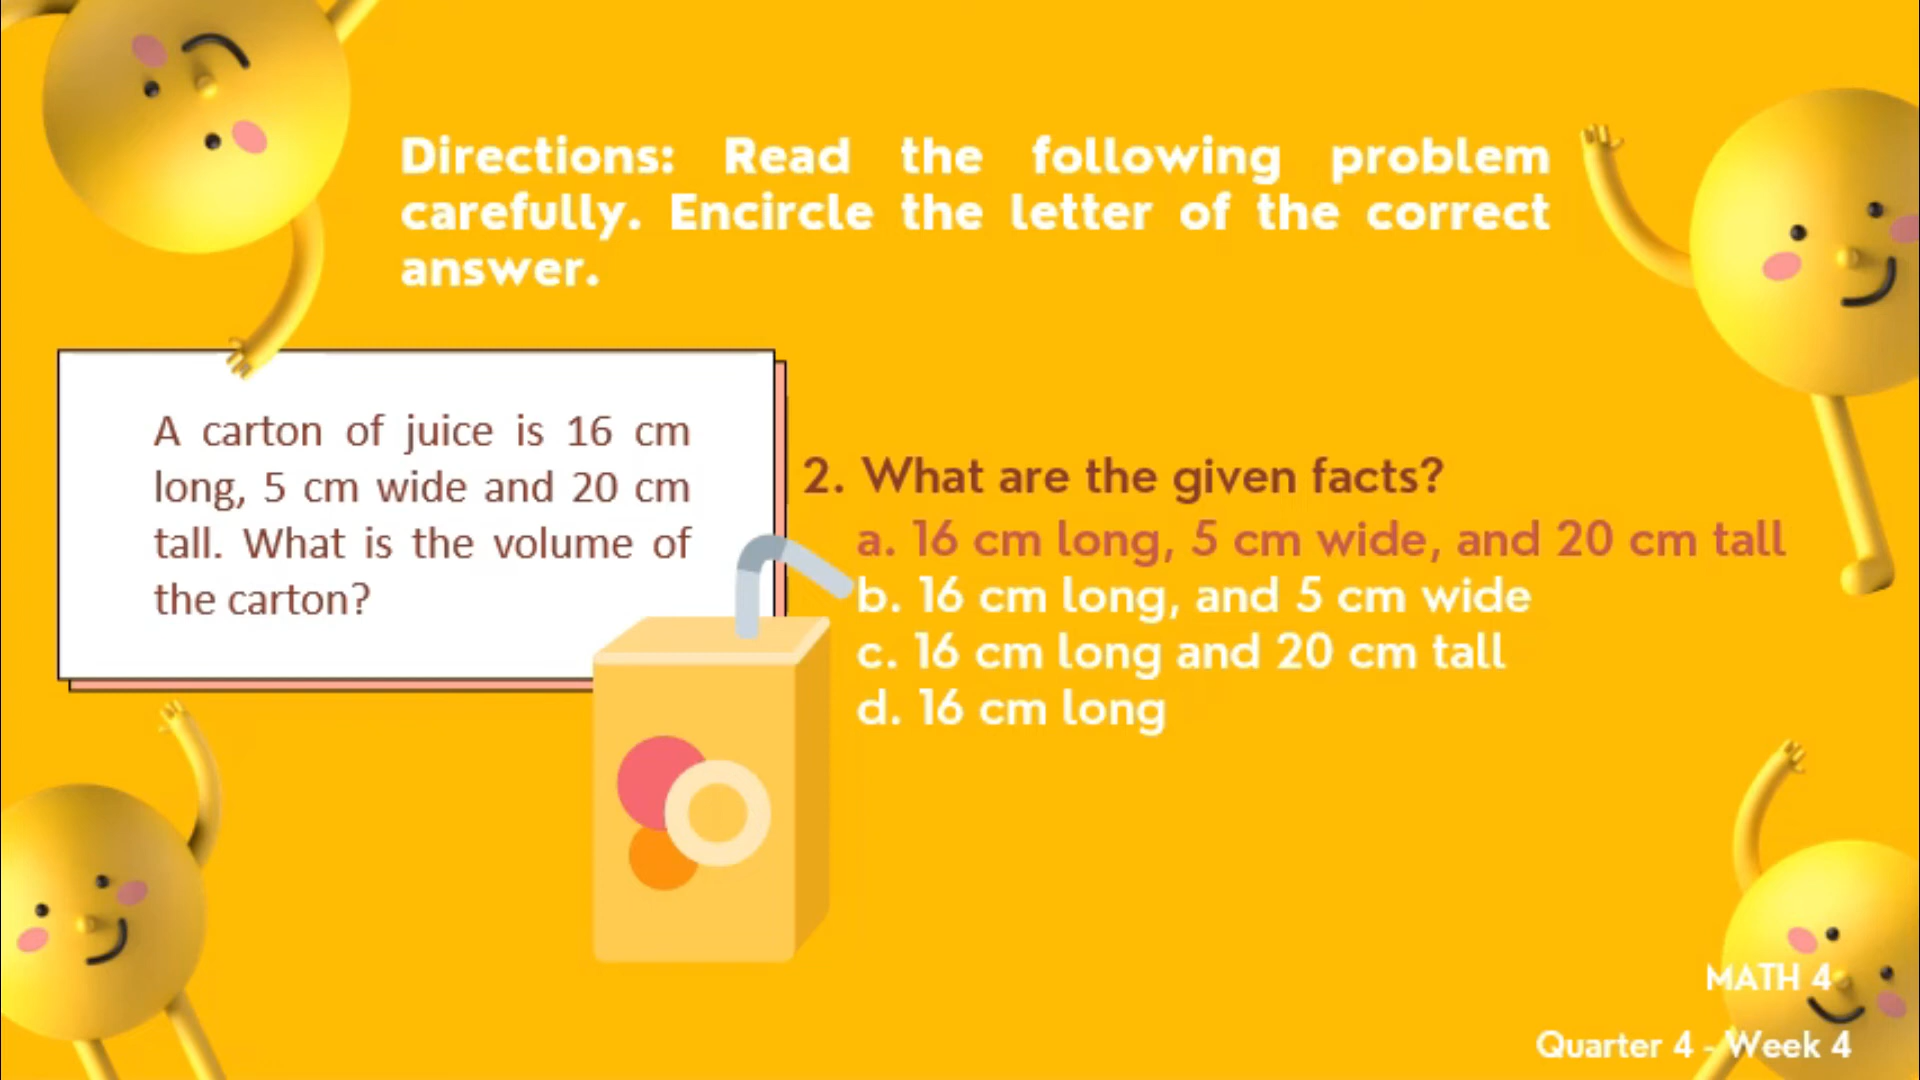 Directions: Read the following problem
carefully. Encircle the letter of the correct
answer.
A carton of juice is 16 cm
long, 5 cm wide and 20 cm
tall. What is the volume of
the carton?
2. What are the given facts?
a. 16 cm long, 5 cm wide, and 20 cm tall
b. 16 cm long, and 5 cm wide
c. 16 cm long and 20 cm tall
d. 16 cm long
MATH 4
Quarter 4 - Week 4